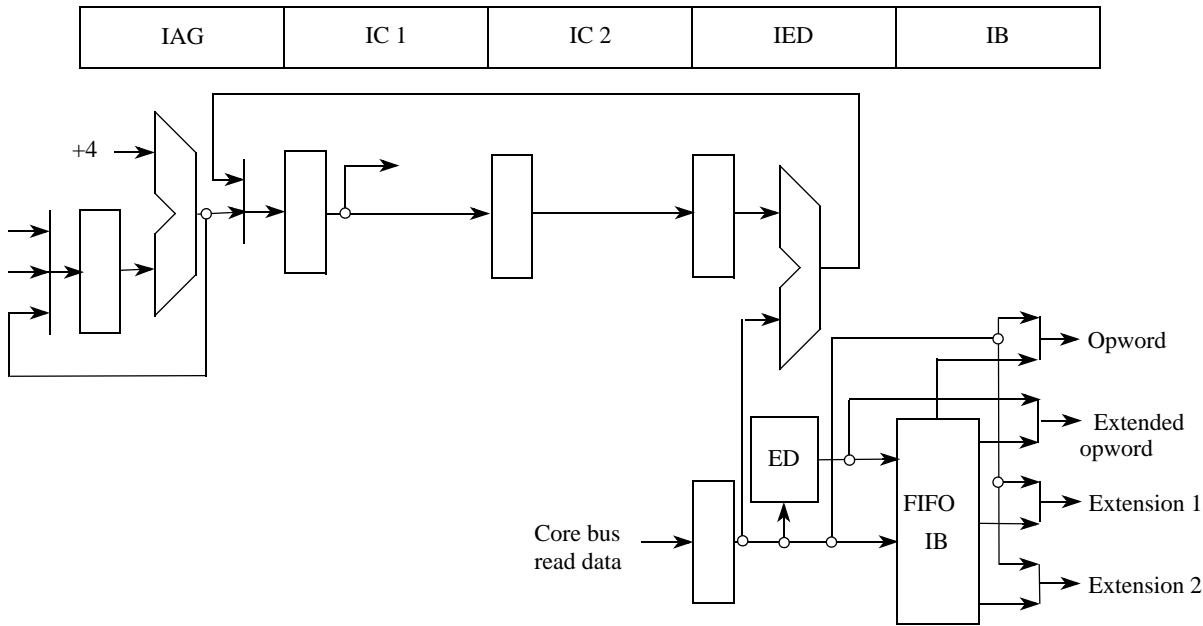 IAG IC 1 IC 2 IED IB
+4
Opword
Extended
opword
ED
FIFO
IB
Extension 1
Core bus
read data
Extension 2